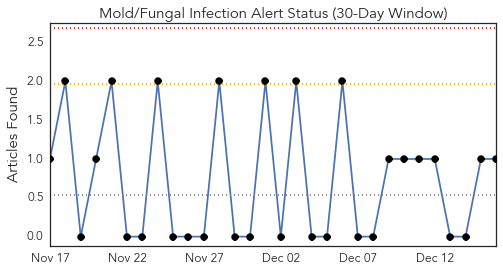 Mold/Fungal Infection Alert Status (30-Day Window)
Articles Found
2.5
2.0
1.5
1.0
0.5
0.0
Nov 17 Nov 22 Nov 27 Dec 02 Dec 07 Dec 12